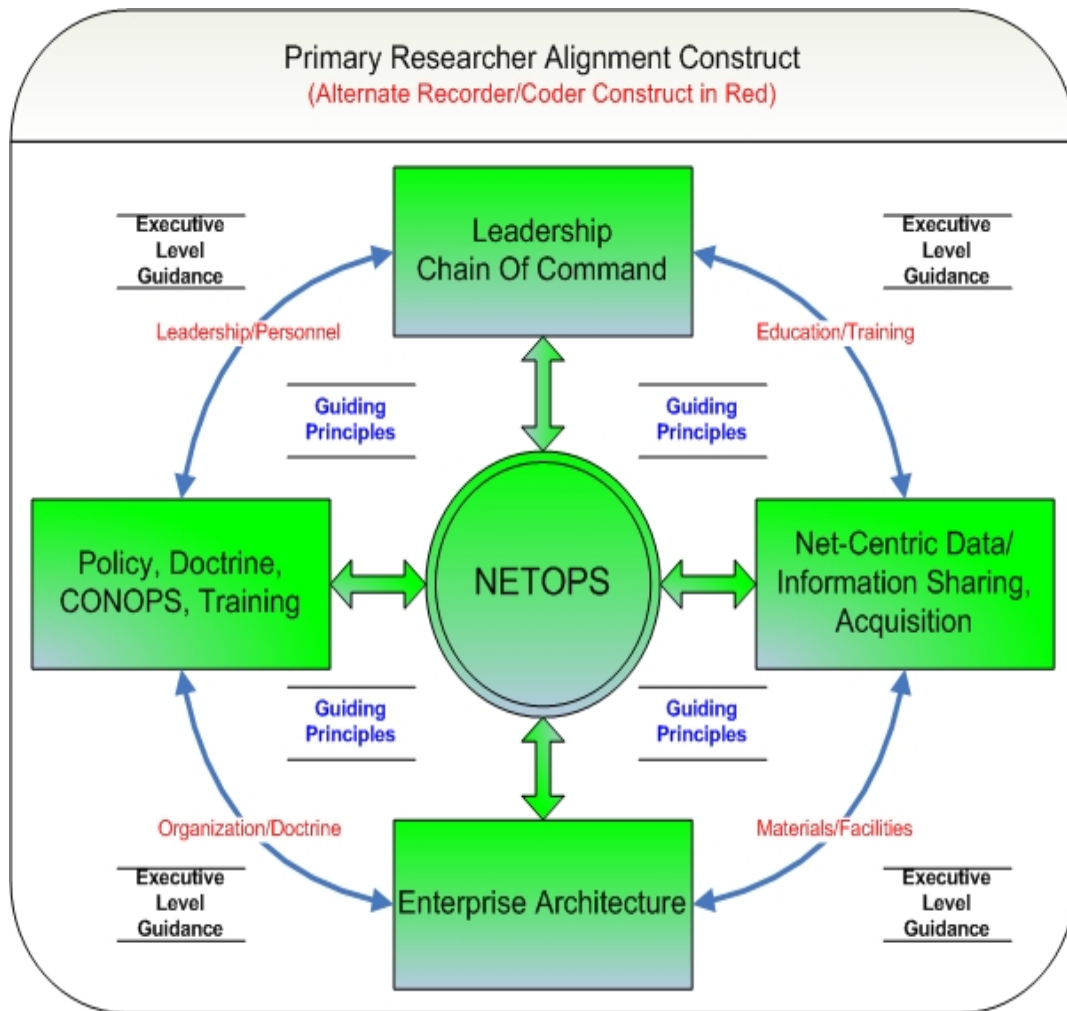 Primary Researcher Alignment Construct
(Alternate Recorder/Coder Construct in Red)
Executive
Level
Guidance
Leadership
Chain Of Command
Executive
Level
Guidance
Leadership/Personnel
Education/Training
Guiding
Principles
Guiding
Principles
Policy, Doctrine,
CONOPS, Training
NETOPS
Net-Centric Data/
Information Sharing,
Acquisition
Guiding
Principles
Guiding
Principles
Organization/Doctrine
Materials/Facilities
Executive
Level
Guidance
Enterprise Architecture
Executive
Level
Guidance